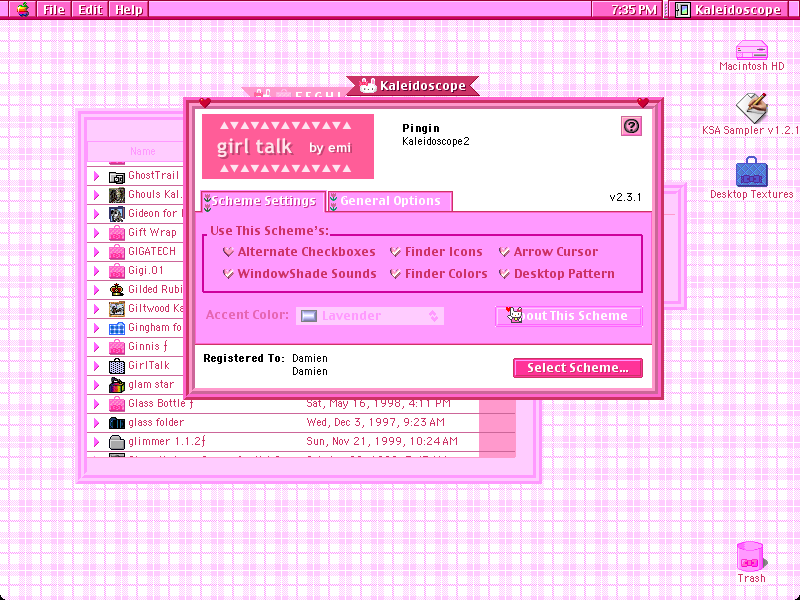 File Edit Help
7:35 PM Kaleidoscope
Macintosh HD
KSA Sampler v1.2.1
Desktop Textures
Kaleidoscope
girl talk by emi
Pingin
Kaleidoscope2
v2.3.1
Scheme Settings
General Options
Use This Scheme's:
Alternate Checkboxes
Finder Icons
Arrow Cursor
WindowShade Sounds
Finder Colors
Desktop Pattern
Accent Color:
Lavender
out This Scheme
Registered To: Damien
Damien
Select Scheme...
Name
GhostTrail
Ghouls Kal.
Gideon for
Gift Wrap
GIGATECH
Gigi.01
Gilded Rubi
Giltwood Ka
Gingham fo
Ginnis ƒ
GirlTalk
glam star
Glass Bottle ƒ Sat, May 16, 1998, 4:11 PM
glass folder Wed, Dec 3, 1997, 9:23 AM
glimmer 1.1.2ƒ Sun, Nov 21, 1999, 10:24 AM
Trash